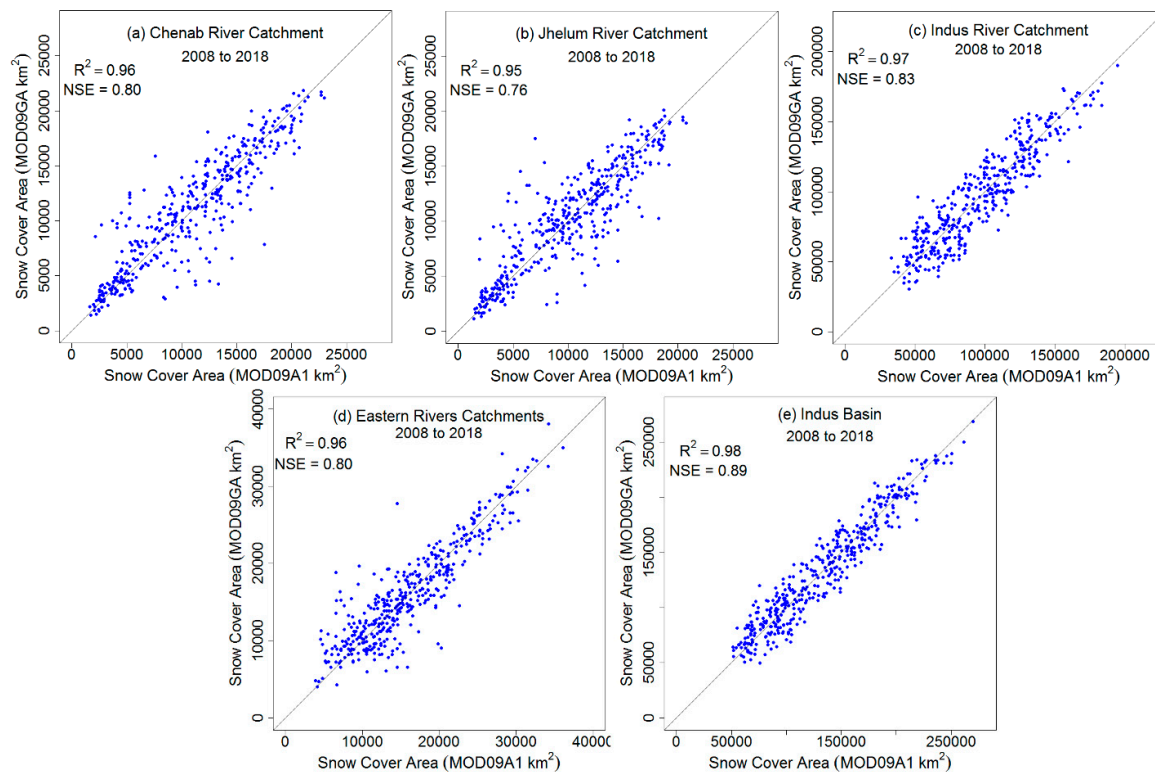 (a) Chenab River Catchment
2008 to 2018
R² = 0.96
NSE = 0.80
Snow Cover Area (MOD09GA km²)
0 5000 10000 15000 20000 25000
0 5000 10000 15000 20000 25000
Snow Cover Area (MOD09A1 km²)
(b) Jhelum River Catchment
2008 to 2018
R² = 0.95
NSE = 0.76
Snow Cover Area (MOD09GA km²)
0 5000 10000 15000 20000 25000
0 5000 10000 15000 20000 25000
Snow Cover Area (MOD09A1 km²)
(c) Indus River Catchment
2008 to 2018
R² = 0.97
NSE = 0.83
Snow Cover Area (MOD09GA km²)
0 50000 100000 150000 200000
0 50000 100000 150000 200000
Snow Cover Area (MOD09A1 km²)
(d) Eastern Rivers Catchments
2008 to 2018
R² = 0.96
NSE = 0.80
Snow Cover Area (MOD09GA km²)
0 10000 20000 30000 40000
0 10000 20000 30000 40000
Snow Cover Area (MOD09A1 km²)
(e) Indus Basin
2008 to 2018
R² = 0.98
NSE = 0.89
Snow Cover Area (MOD09GA km²)
0 50000 150000 250000
0 50000 150000 250000
Snow Cover Area (MOD09A1 km²)